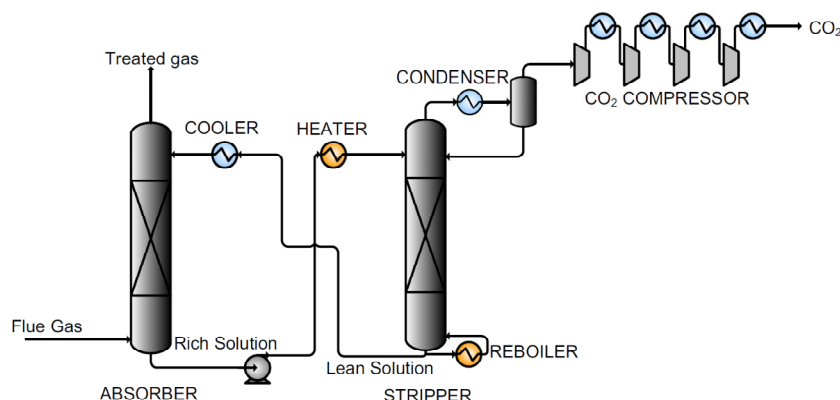 Treated gas
COOLER
HEATER
CONDENSER
CO₂ COMPRESSOR
CO₂
Flue Gas
Rich Solution
Lean Solution
REBOILER
ABSORBER
STRIPPER